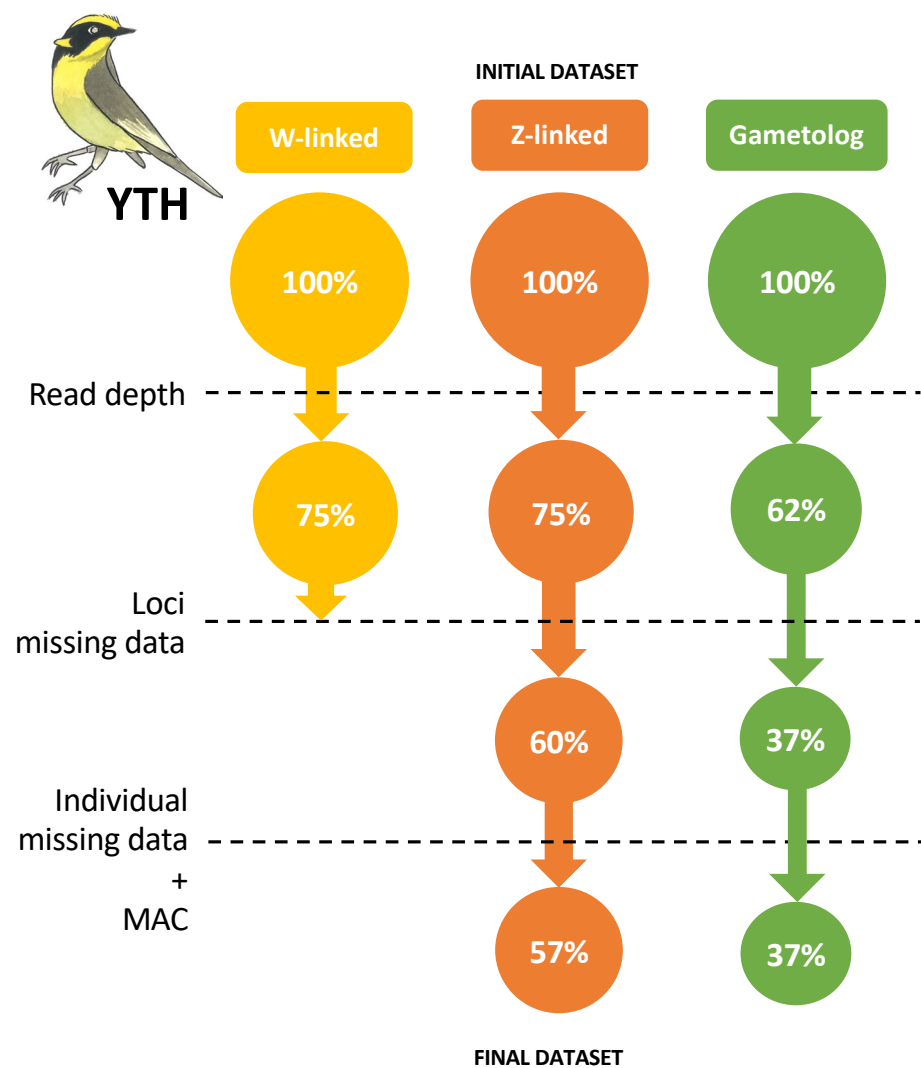 INITIAL DATASET
W-linked
Z-linked
Gametolog
YTH
100%
100%
100%
Read depth
75%
75%
62%
Loci
missing data
60%
37%
Individual
missing data
+
MAC
57%
37%
FINAL DATASET